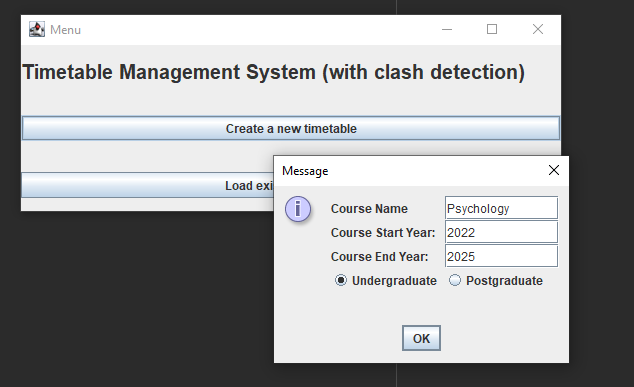 Menu
Timetable Management System (with clash detection)
Create a new timetable
Load exi
Message
Course Name Psychology
Course Start Year: 2022
Course End Year: 2025
Undergraduate Postgraduate
OK